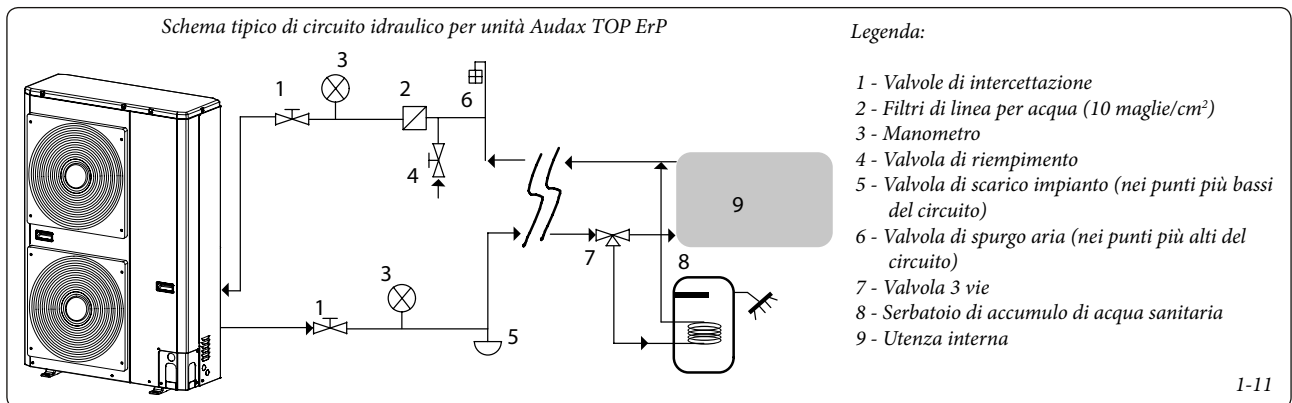 Schema tipico di circuito idraulico per unità Audax TOP ErP
3
1
2
6
4
9
7
8
3
1
5
Legenda:
1 - Valvole di intercettazione
2 - Filtri di linea per acqua (10 maglie/cm²)
3 - Manometro
4 - Valvola di riempimento
5 - Valvola di scarico impianto (nei punti più bassi
del circuito)
6 - Valvola di spurgo aria (nei punti più alti del
circuito)
7 - Valvola 3 vie
8 - Serbatoio di accumulo di acqua sanitaria
9 - Utenza interna
1-11